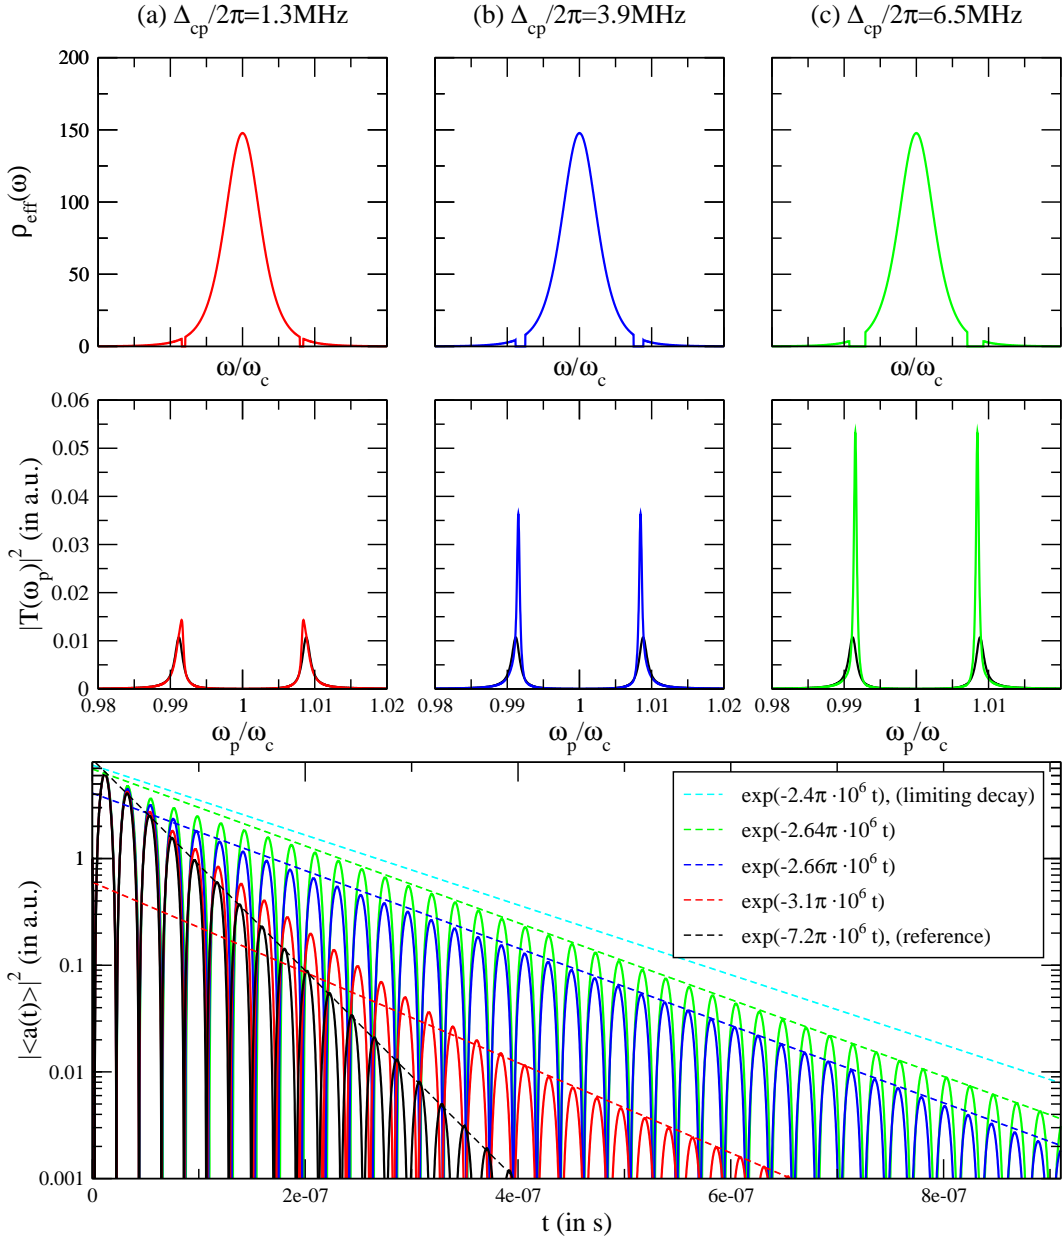 (a) Δcp/2π=1.3MHz
(b) Δcp/2π=3.9MHz
(c) Δcp/2π=6.5MHz
200
150
100
50
0
ρeff(ω)
ω/ωc
ω/ωc
ω/ωc
0.06
0.05
0.04
0.03
0.02
0.01
0
|T(ωp)|² (in a.u.)
0.98 0.99 1 1.01 1.02
0.98 0.99 1 1.01 1.02
0.98 0.99 1 1.01
ωp/ωc
ωp/ωc
ωp/ωc
1
0.1
0.01
0.001
|<a(t)>|² (in a.u.)
exp(-2.4π·10⁶ t), (limiting decay)
exp(-2.64π·10⁶ t)
exp(-2.66π·10⁶ t)
exp(-3.1π·10⁶ t)
exp(-7.2π·10⁶ t), (reference)
0 2e-07 4e-07 6e-07 8e-07
t (in s)